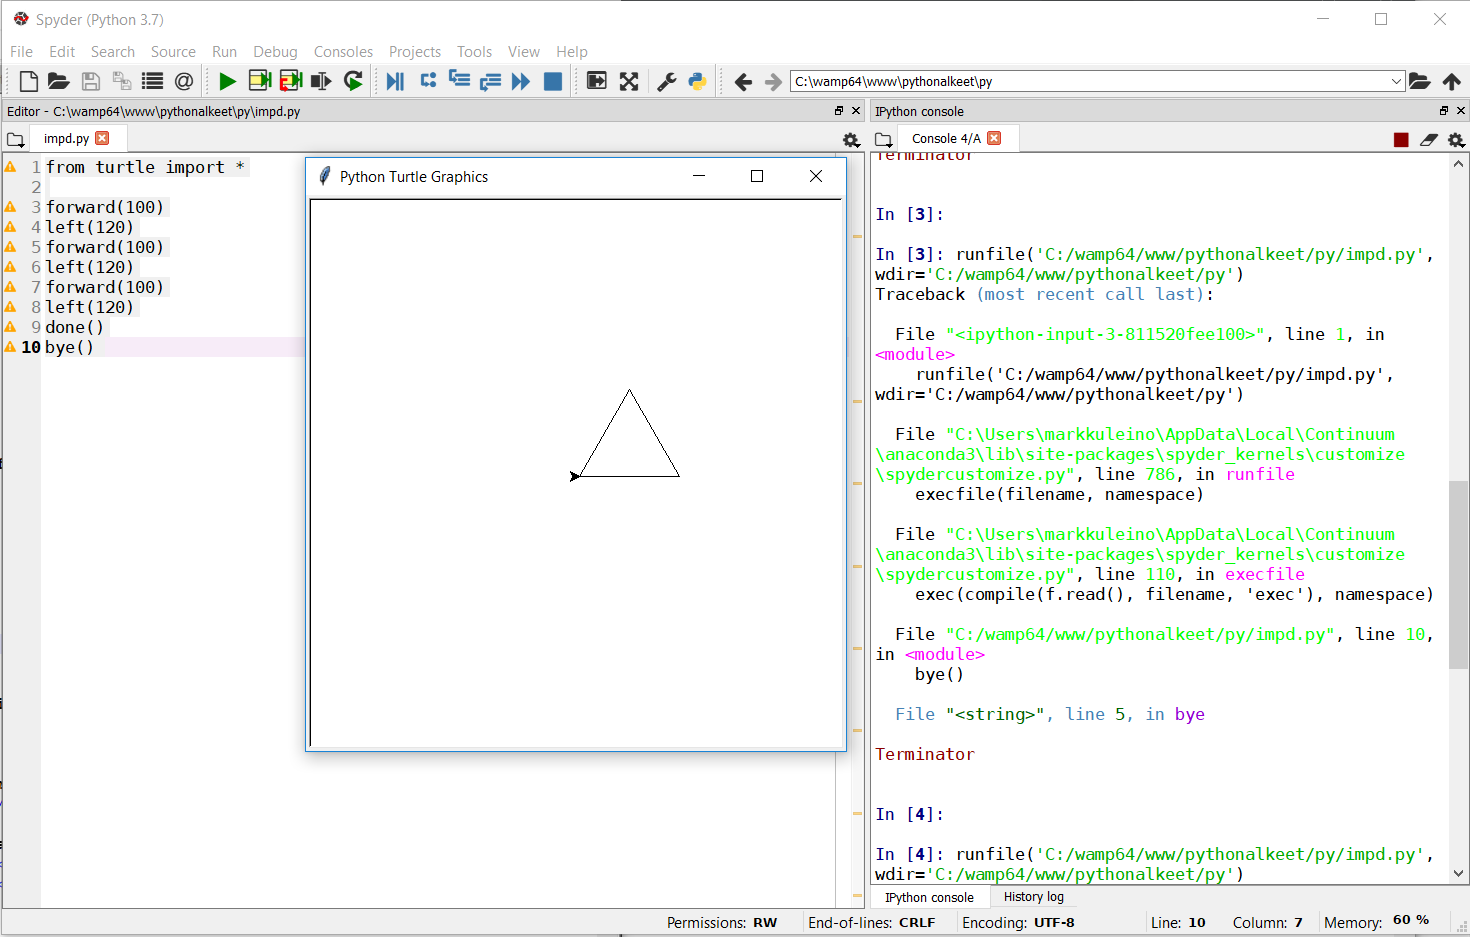 Spyder (Python 3.7)
File Edit Search Source Run Debug Consoles Projects Tools View Help
C:\wamp64\www\pythonalkeet\py
Editor - C:\wamp64\www\pythonalkeet\py\impd.py
impd.py
1 from turtle import *
2
3 forward(100)
4 left(120)
5 forward(100)
6 left(120)
7 forward(100)
8 left(120)
9 done()
10 bye()
Python Turtle Graphics
IPython console
Console 4/A
Terminator
In [3]:
In [3]: runfile('C:/wamp64/www/pythonalkeet/py/impd.py',
wdir='C:/wamp64/www/pythonalkeet/py')
Traceback (most recent call last):
File "<ipython-input-3-811520fee100>", line 1, in
<module>
runfile('C:/wamp64/www/pythonalkeet/py/impd.py',
wdir='C:/wamp64/www/pythonalkeet/py')
File "C:\Users\markkuleino\AppData\Local\Continuum
\anaconda3\lib\site-packages\spyder_kernels\customize
\spydercustomize.py", line 786, in runfile
execfile(filename, namespace)
File "C:\Users\markkuleino\AppData\Local\Continuum
\anaconda3\lib\site-packages\spyder_kernels\customize
\spydercustomize.py", line 110, in execfile
exec(compile(f.read(), filename, 'exec'), namespace)
File "C:/wamp64/www/pythonalkeet/py/impd.py", line 10,
in <module>
bye()
File "<string>", line 5, in bye
Terminator
In [4]:
In [4]: runfile('C:/wamp64/www/pythonalkeet/py/impd.py',
wdir='C:/wamp64/www/pythonalkeet/py')
IPython console History log
Permissions: RW End-of-lines: CRLF Encoding: UTF-8 Line: 10 Column: 7 Memory: 60 %